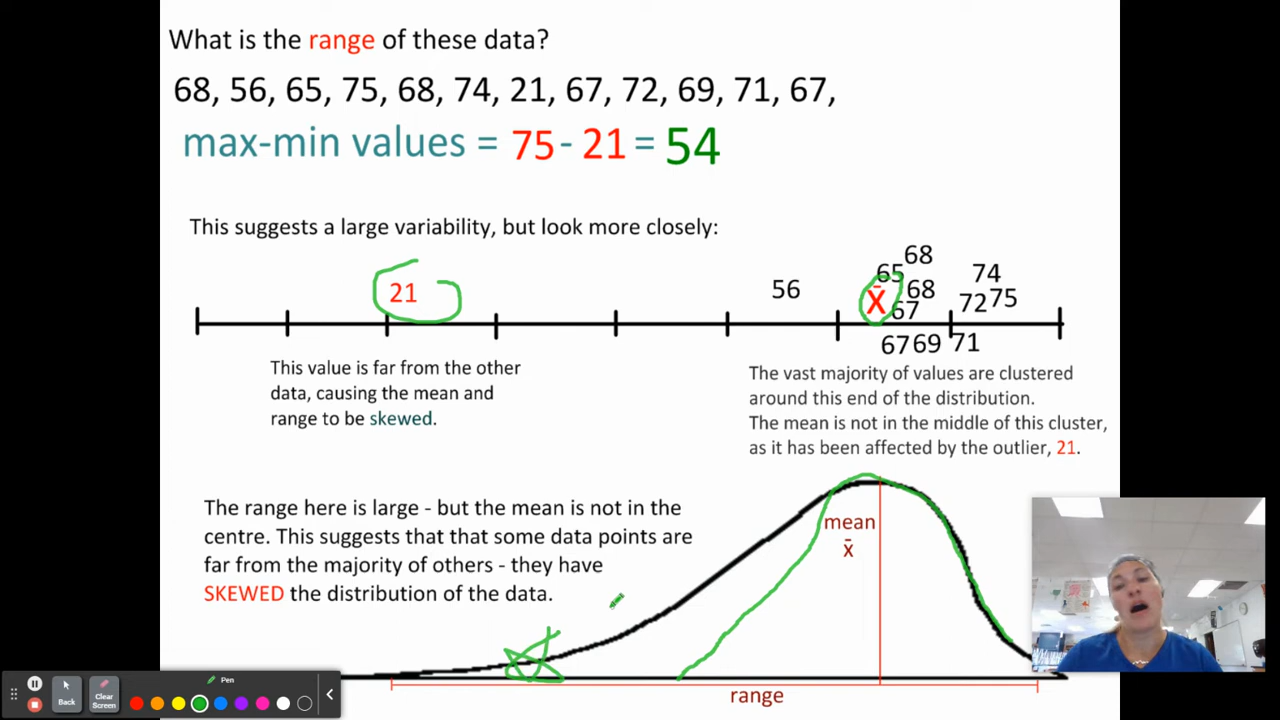 What is the range of these data?
68, 56, 65, 75, 68, 74, 21, 67, 72, 69, 71, 67,
max-min values = 75 - 21 = 54
This suggests a large variability, but look more closely:
21
56
65
68
x̄
68
67
74
72
75
67
69
71
This value is far from the other
data, causing the mean and
range to be skewed.
The vast majority of values are clustered
around this end of the distribution.
The mean is not in the middle of this cluster,
as it has been affected by the outlier, 21.
The range here is large - but the mean is not in the
centre. This suggests that that some data points are
far from the majority of others - they have
SKEWED the distribution of the data.
mean
x̄
range
Pen
Back
Clear
Screen